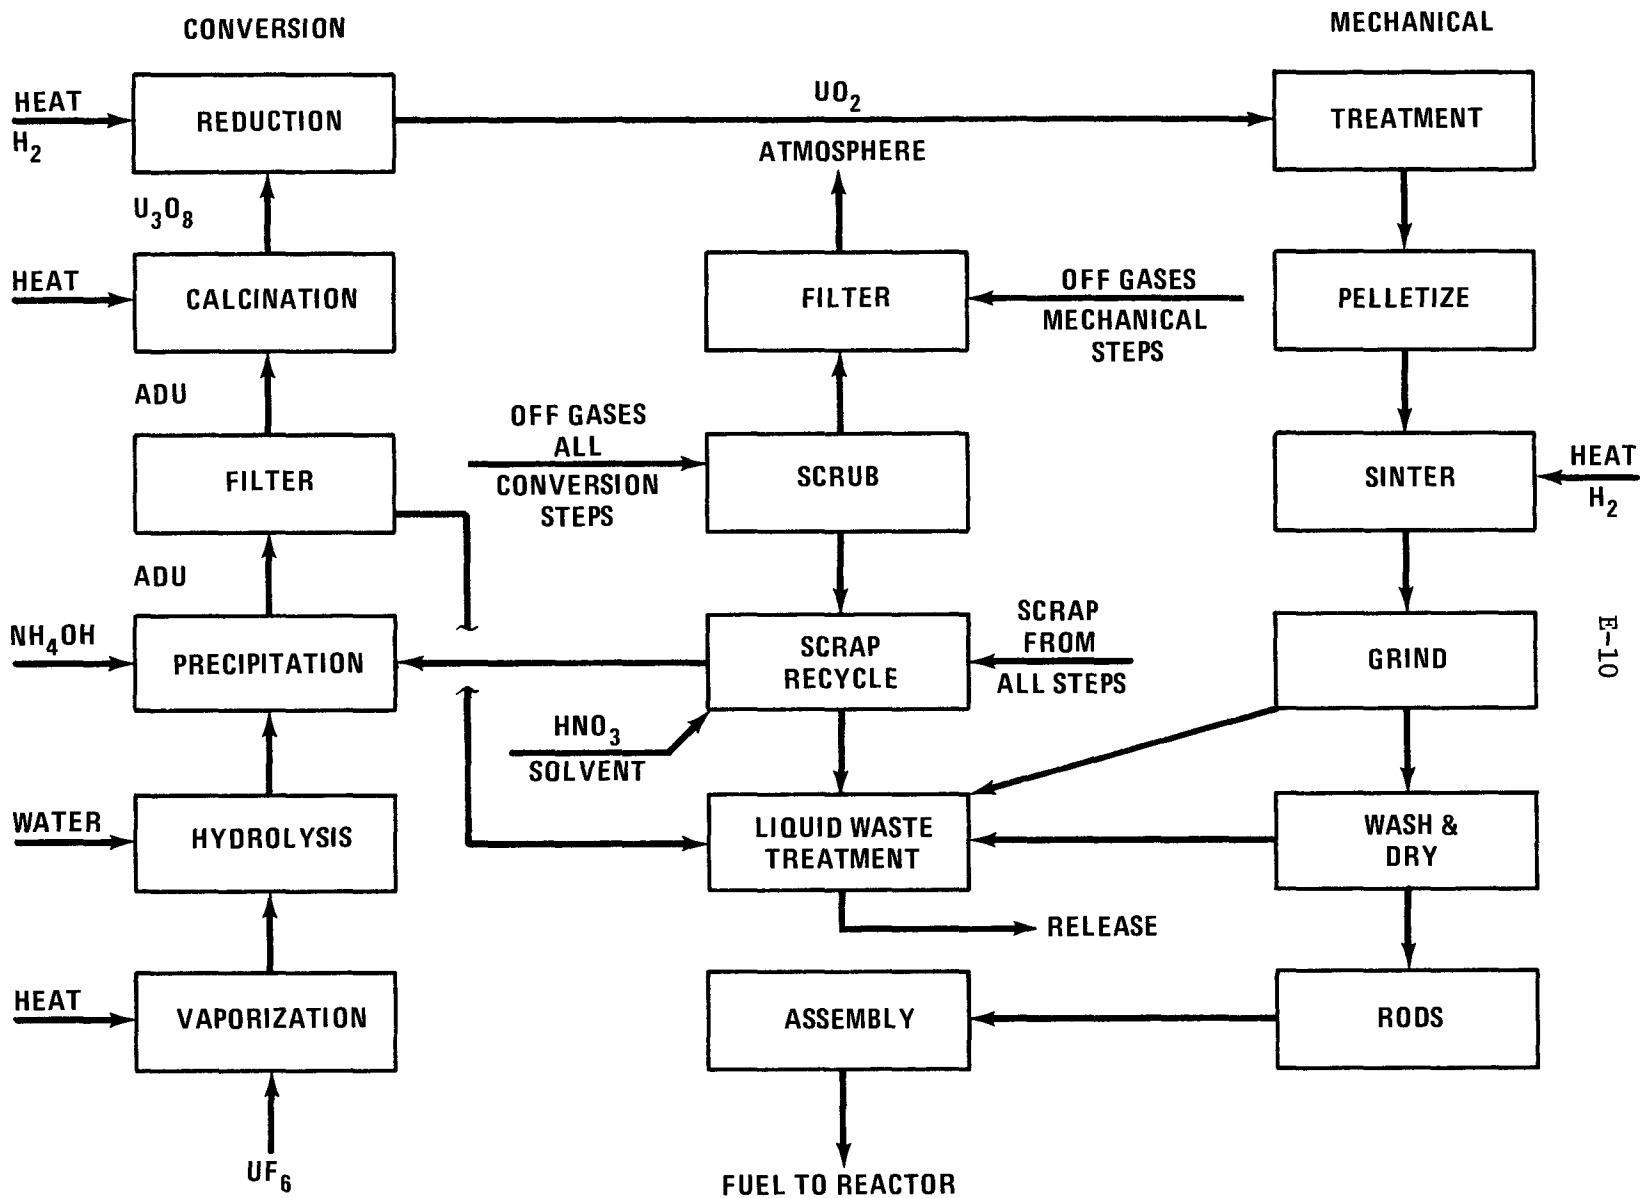 CONVERSION
MECHANICAL
HEAT
H₂
REDUCTION
UO₂
TREATMENT
ATMOSPHERE
U₃O₈
HEAT
CALCINATION
FILTER
OFF GASES
MECHANICAL
STEPS
PELLETIZE
ADU
OFF GASES
ALL
CONVERSION
STEPS
FILTER
SCRUB
SINTER
HEAT
H₂
ADU
NH₄OH
PRECIPITATION
SCRAP
RECYCLE
SCRAP
FROM
ALL STEPS
GRIND
E-10
HNO₃
SOLVENT
WATER
HYDROLYSIS
LIQUID WASTE
TREATMENT
WASH &
DRY
RELEASE
HEAT
VAPORIZATION
ASSEMBLY
RODS
UF₆
FUEL TO REACTOR